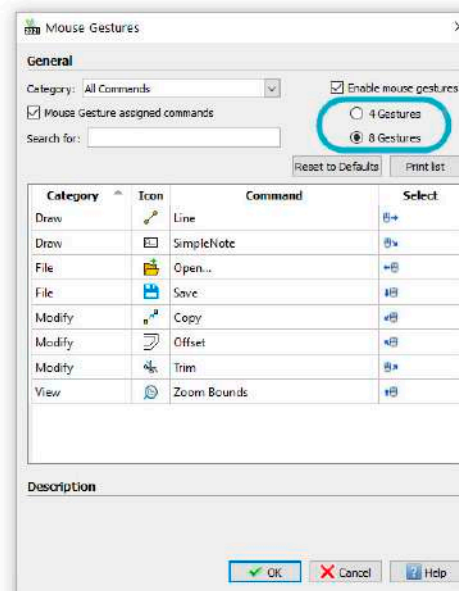 Mouse Gestures
General
Category: All Commands
Enable mouse gestures
Mouse Gesture assigned commands
4 Gestures
Search for:
8 Gestures
Reset to Defaults Print list
Category Icon Command Select
Draw Line
Draw SimpleNote
File Open...
File Save
Modify Copy
Modify Offset
Modify Trim
View Zoom Bounds
Description
OK Cancel Help